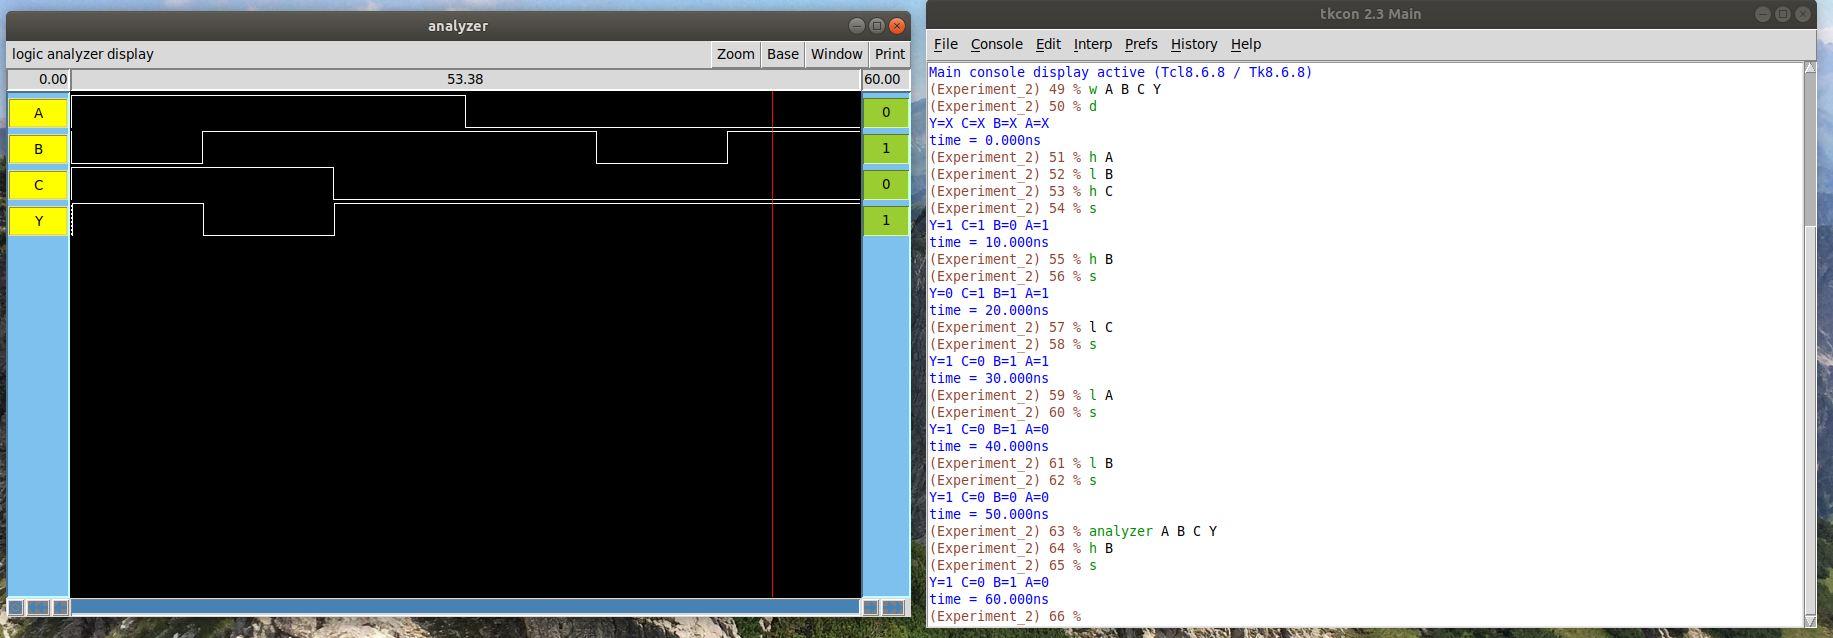 analyzer
logic analyzer display Zoom Base Window Print
0.00 53.38 60.00
A 0
B 1
C 0
Y 1
tkcon 2.3 Main
File Console Edit Interp Prefs History Help
Main console display active (Tcl8.6.8 / Tk8.6.8)
(Experiment_2) 49 % w A B C Y
(Experiment_2) 50 % d
Y=X C=X B=X A=X
time = 0.000ns
(Experiment_2) 51 % h A
(Experiment_2) 52 % l B
(Experiment_2) 53 % h C
(Experiment_2) 54 % s
Y=1 C=1 B=0 A=1
time = 10.000ns
(Experiment_2) 55 % h B
(Experiment_2) 56 % s
Y=0 C=1 B=1 A=1
time = 20.000ns
(Experiment_2) 57 % l C
(Experiment_2) 58 % s
Y=1 C=0 B=1 A=1
time = 30.000ns
(Experiment_2) 59 % l A
(Experiment_2) 60 % s
Y=1 C=0 B=1 A=0
time = 40.000ns
(Experiment_2) 61 % l B
(Experiment_2) 62 % s
Y=1 C=0 B=0 A=0
time = 50.000ns
(Experiment_2) 63 % analyzer A B C Y
(Experiment_2) 64 % h B
(Experiment_2) 65 % s
Y=1 C=0 B=1 A=0
time = 60.000ns
(Experiment_2) 66 %